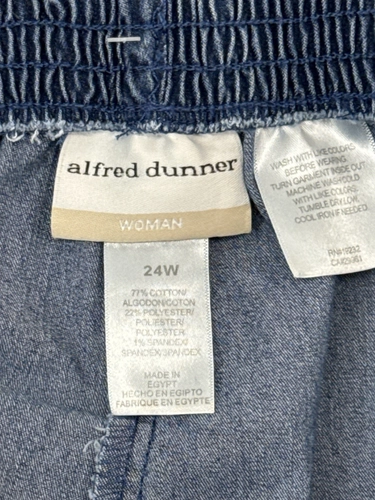 alfred dunner
WOMAN
24W
77% COTTON/
ALGODON/COTON
22% POLYESTER/
POLIESTER/
POLYESTER
1% SPANDEX/
SPANDEX/SPANDEX
MADE IN
EGYPT
HECHO EN EGIPTO
FABRIQUE EN EGYPTE
WASH WITH LIKE COLORS
BEFORE WEARING.
TURN GARMENT INSIDE OUT
MACHINE WASH COLD
WITH LIKE COLORS.
TUMBLE DRY LOW.
COOL IRON IF NEEDED.